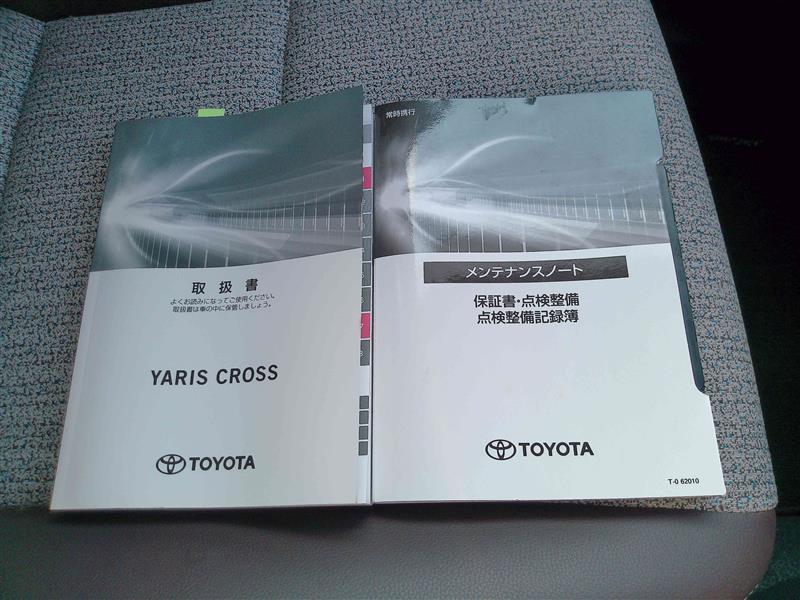 取扱書
よくお読みになってご使用ください。
取扱書は車の中に保管しましょう。
YARIS CROSS
TOYOTA
常時携行
メンテナンスノート
保証書・点検整備
点検整備記録簿
TOYOTA
T-0 62010